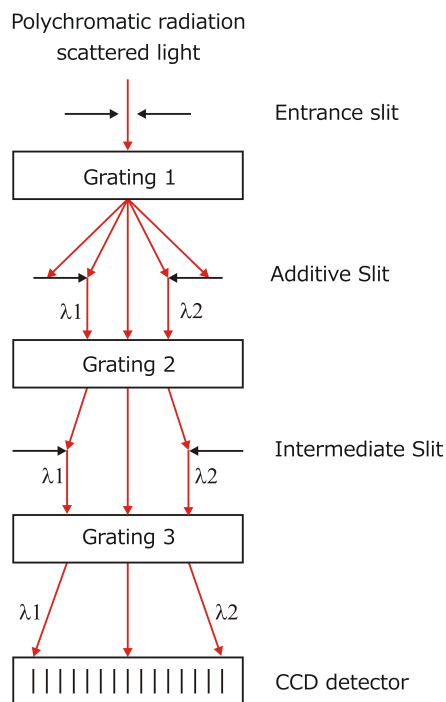 Polychromatic radiation
scattered light
Entrance slit
Grating 1
Additive Slit
λ1
λ2
Grating 2
Intermediate Slit
λ1
λ2
Grating 3
λ1
λ2
CCD detector